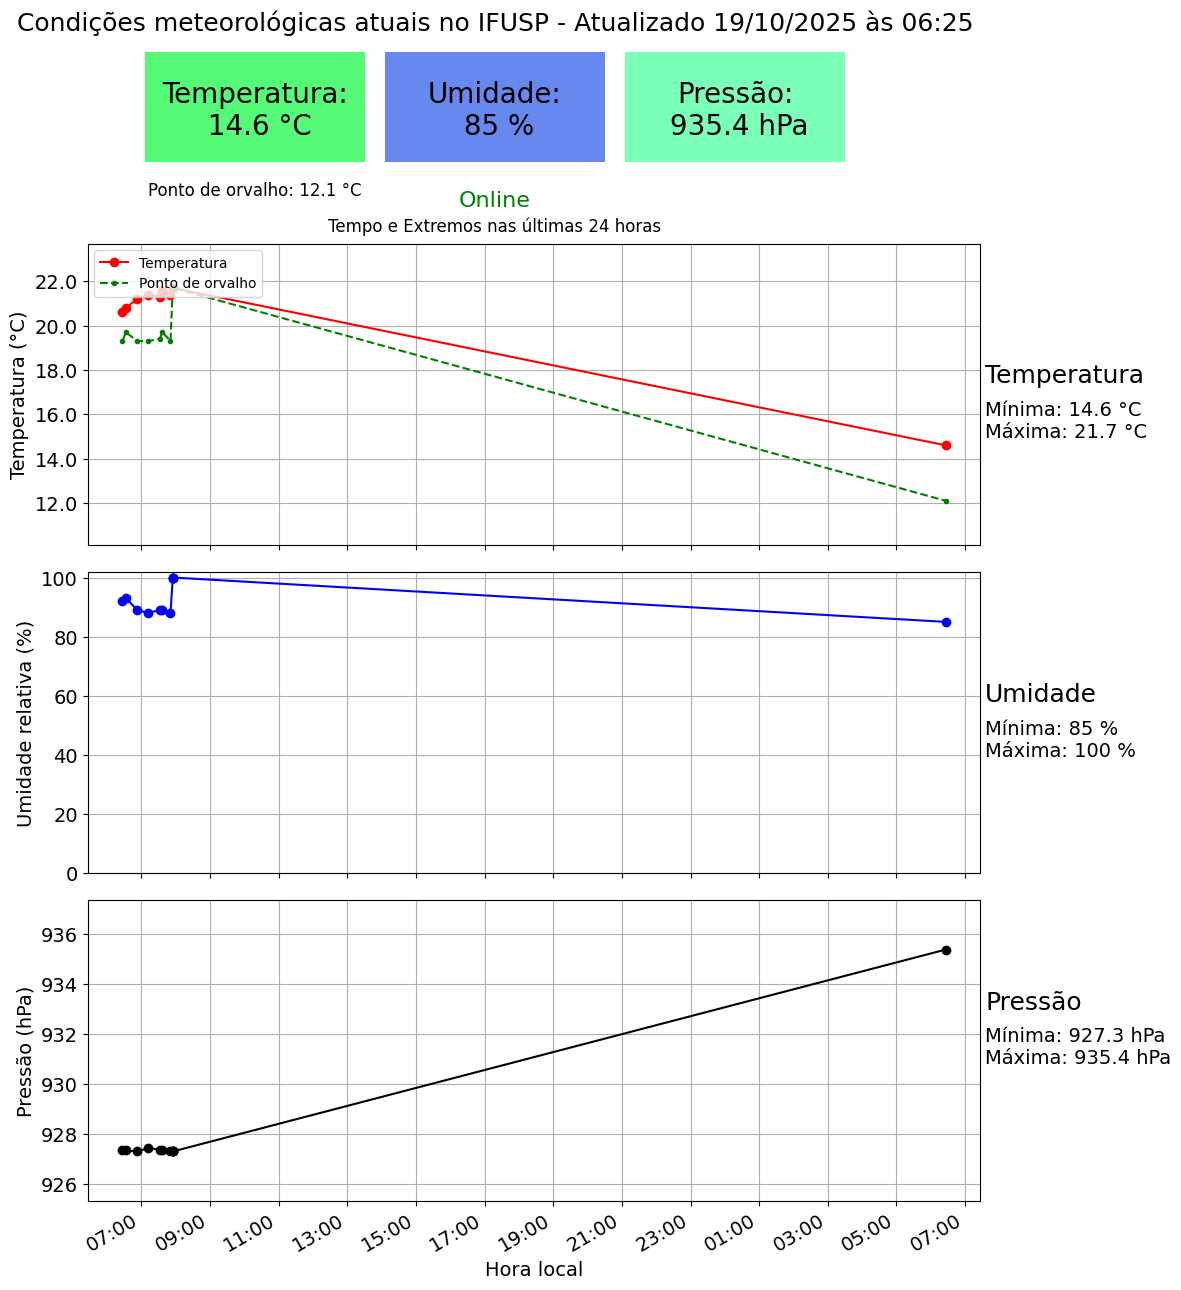 Condições meteorológicas atuais no IFUSP - Atualizado 19/10/2025 às 06:25
Temperatura:
14.6 °C
Umidade:
85 %
Pressão:
935.4 hPa
Ponto de orvalho: 12.1 °C
Online
Tempo e Extremos nas últimas 24 horas
Temperatura
Ponto de orvalho
Temperatura (°C)
22.0
20.0
18.0
16.0
14.0
12.0
Temperatura
Mínima: 14.6 °C
Máxima: 21.7 °C
Umidade relativa (%)
100
80
60
40
20
0
Umidade
Mínima: 85 %
Máxima: 100 %
Pressão (hPa)
936
934
932
930
928
926
Pressão
Mínima: 927.3 hPa
Máxima: 935.4 hPa
07:00
09:00
11:00
13:00
15:00
17:00
19:00
21:00
23:00
01:00
03:00
05:00
07:00
Hora local